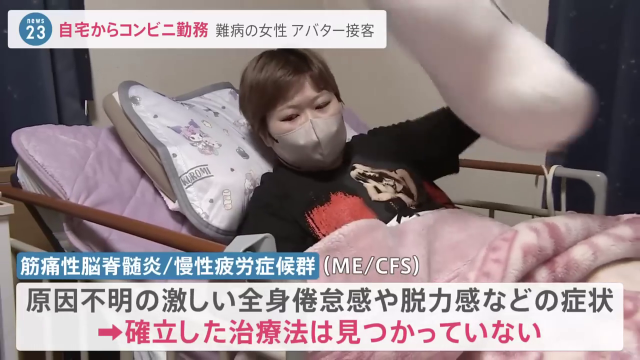 news
23
自宅からコンビニ勤務 難病の女性 アバター接客
KUROMI
筋痛性脳脊髄炎/慢性疲労症候群(ME/CFS)
原因不明の激しい全身倦怠感や脱力感などの症状
➡確立した治療法は見つかっていない